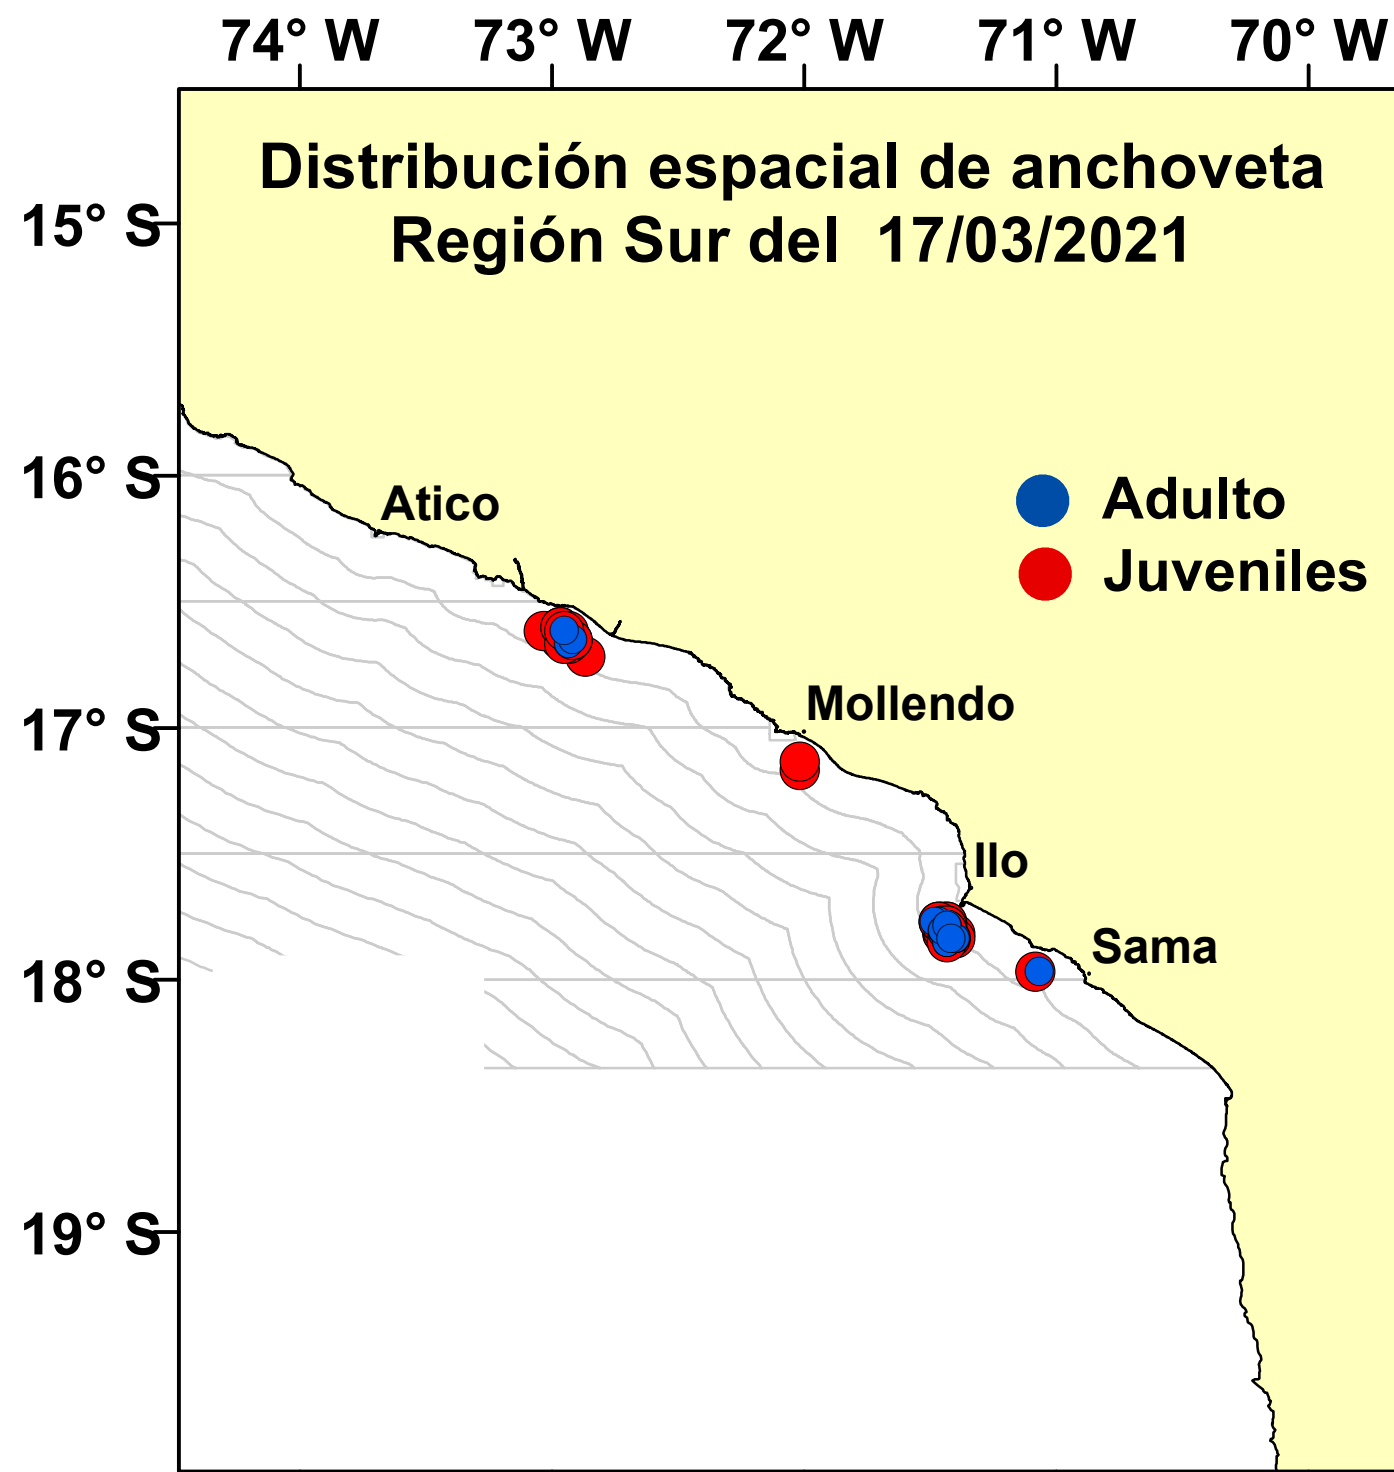 74° W 73° W 72° W 71° W 70° W
Distribución espacial de anchoveta
15° S
Región Sur del 17/03/2021
16° S
Atico
Adulto
Juveniles
Mollendo
17° S
Ilo
Sama
18° S
19° S